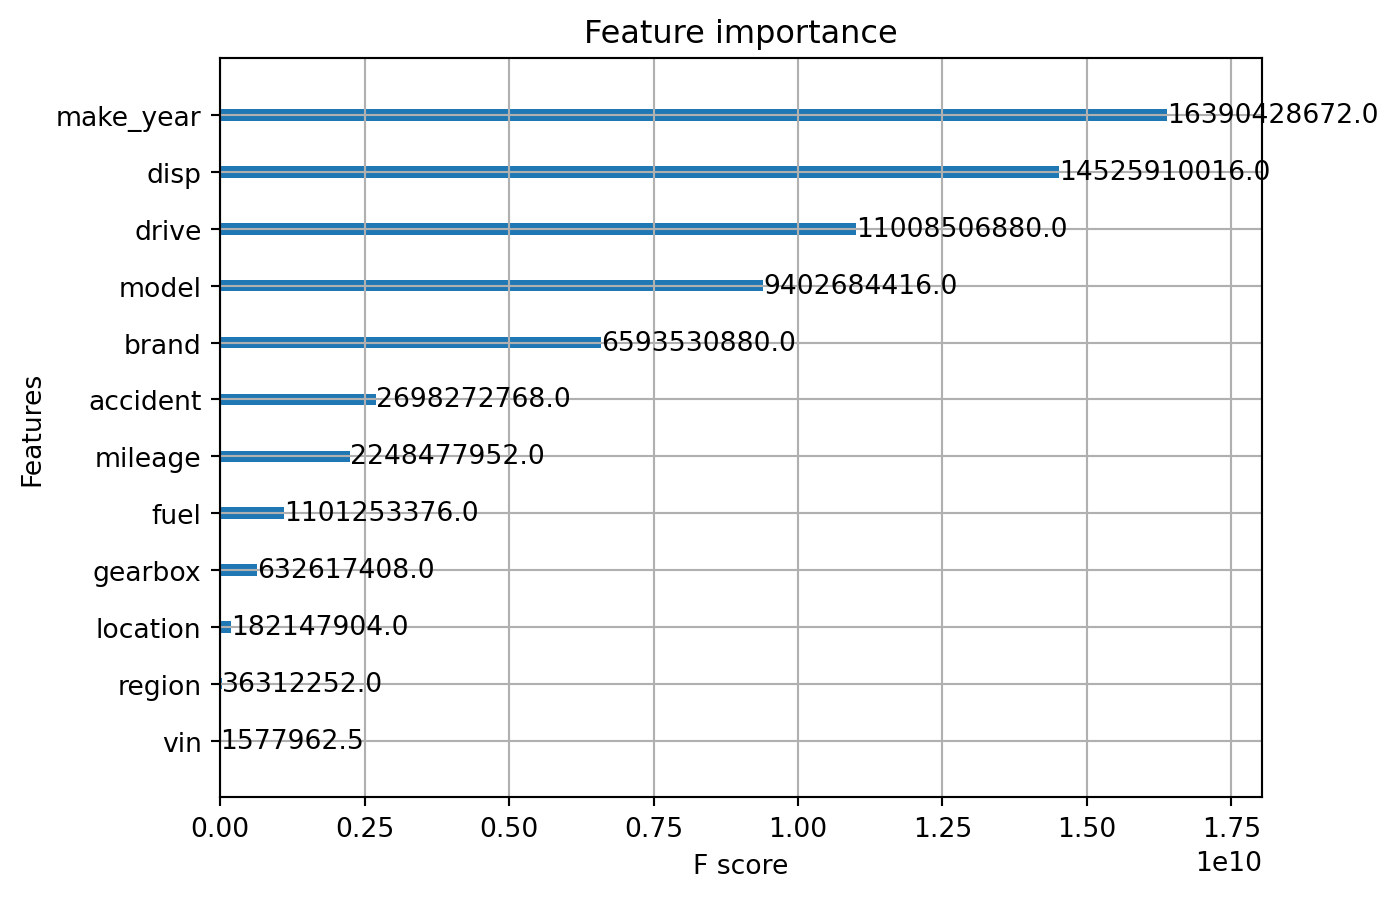 Feature importance
make_year 16390428672.0
disp 14525910016.0
drive 11008506880.0
model 9402684416.0
brand 6593530880.0
accident 2698272768.0
mileage 2248477952.0
fuel 1101253376.0
gearbox 632617408.0
location 182147904.0
region 36312252.0
vin 1577962.5
Features
0.00 0.25 0.50 0.75 1.00 1.25 1.50 1.75
1e10
F score